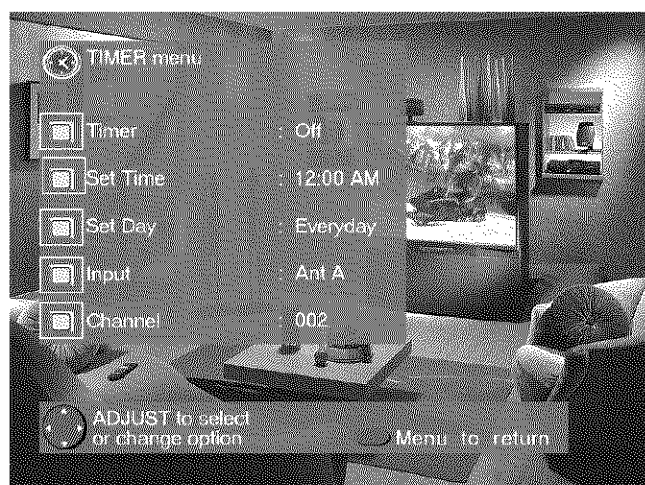 TIMER menu
Timer : Off
Set Time : 12:00 AM
Set Day : Everyday
Input : Ant A
Channel : 002
ADJUST to select
or change option
Menu to return